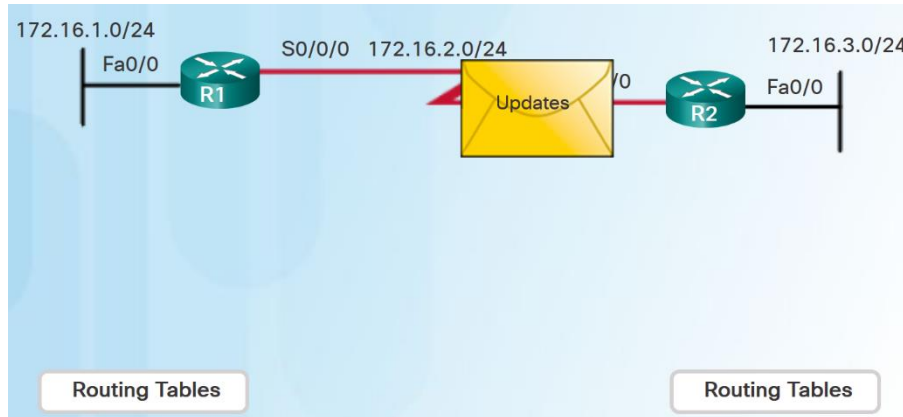 172.16.1.0/24
Fa0/0
R1
S0/0/0
172.16.2.0/24
Updates
/0
R2
172.16.3.0/24
Fa0/0
Routing Tables
Routing Tables